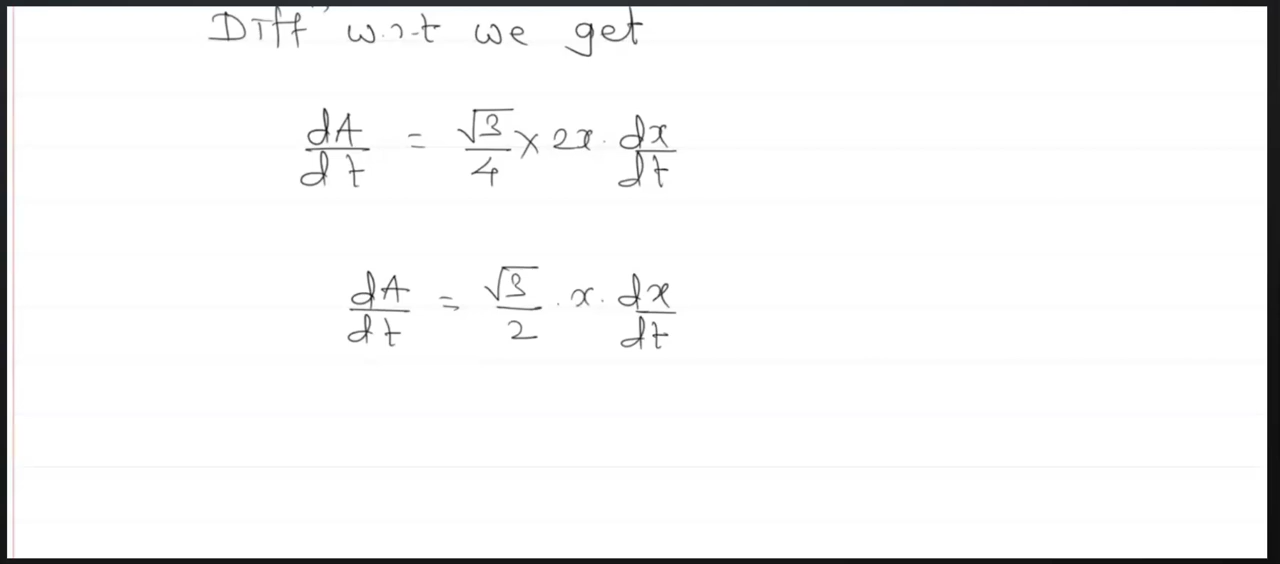 Diff w.r.t we get
dA/dt = √3/4 × 2x · dx/dt
dA/dt = √3/2 · x · dx/dt